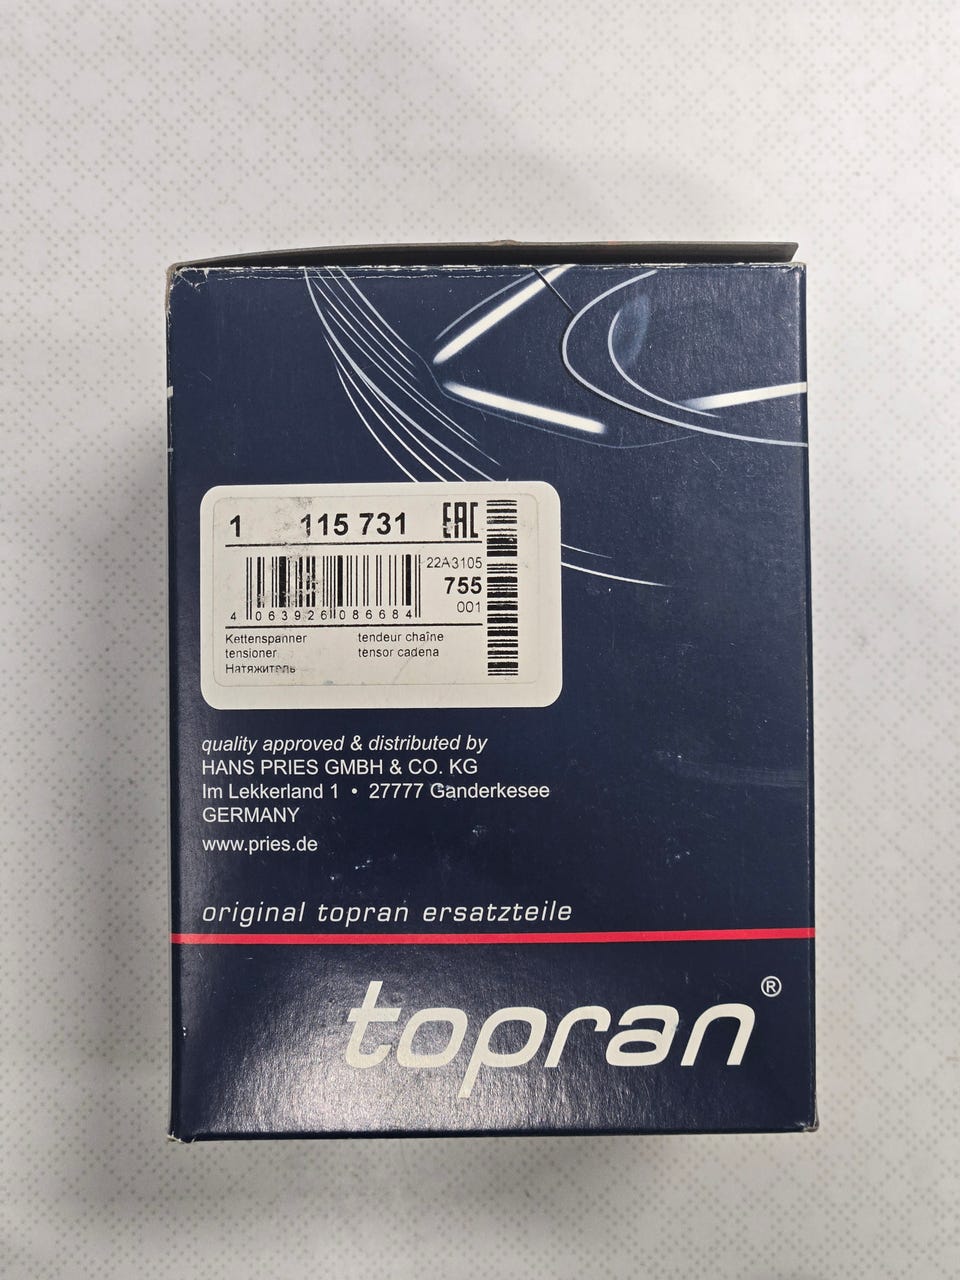 1 115 731 EAC
22A3105
755
001
4 063926 086684
Kettenspanner tendeur chaîne
tensioner tensor cadena
Натяжитель
quality approved & distributed by
HANS PRIES GMBH & CO. KG
Im Lekkerland 1 • 27777 Ganderkesee
GERMANY
www.pries.de
original topran ersatzteile
topran®